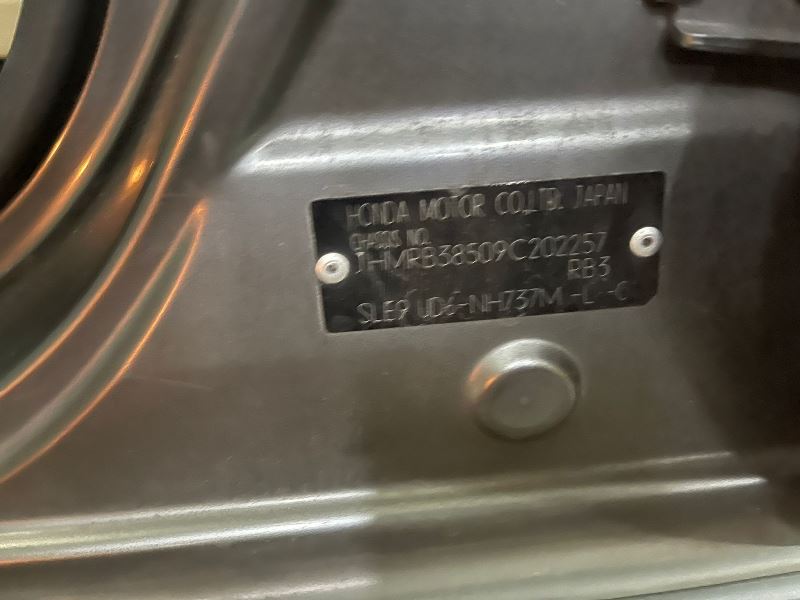 HONDA MOTOR CO.,LTD. JAPAN
CHASSIS NO.
JHMRB38509C202257
RB3
SLE9 UD6-NH737M -L -C